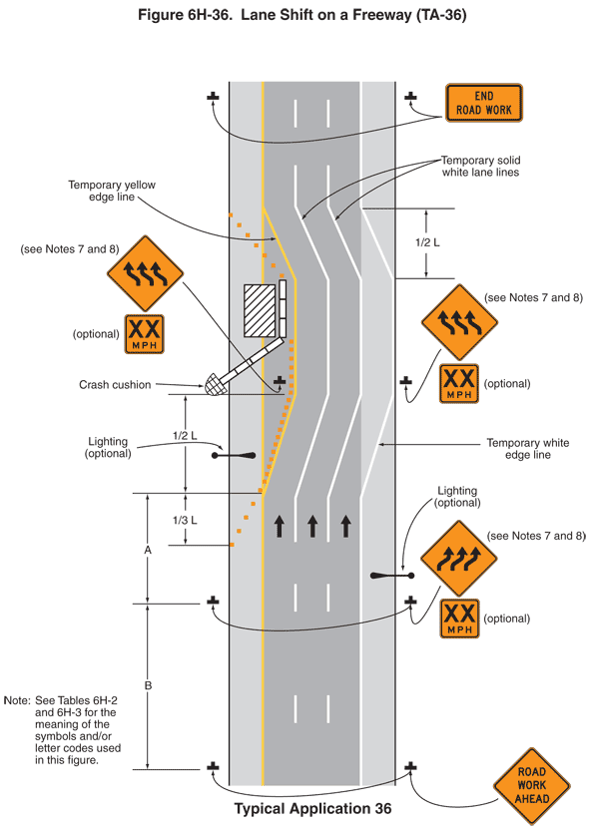 Figure 6H-36. Lane Shift on a Freeway (TA-36)
END
ROAD WORK
Temporary solid
white lane lines
Temporary yellow
edge line
1/2 L
(see Notes 7 and 8)
(optional)
XX
MPH
(see Notes 7 and 8)
XX
MPH
(optional)
Crash cushion
1/2 L
Lighting
(optional)
Temporary white
edge line
Lighting
(optional)
1/3 L
A
(see Notes 7 and 8)
XX
MPH
(optional)
B
Note: See Tables 6H-2
and 6H-3 for the
meaning of the
symbols and/or
letter codes used
in this figure.
ROAD
WORK
AHEAD
Typical Application 36